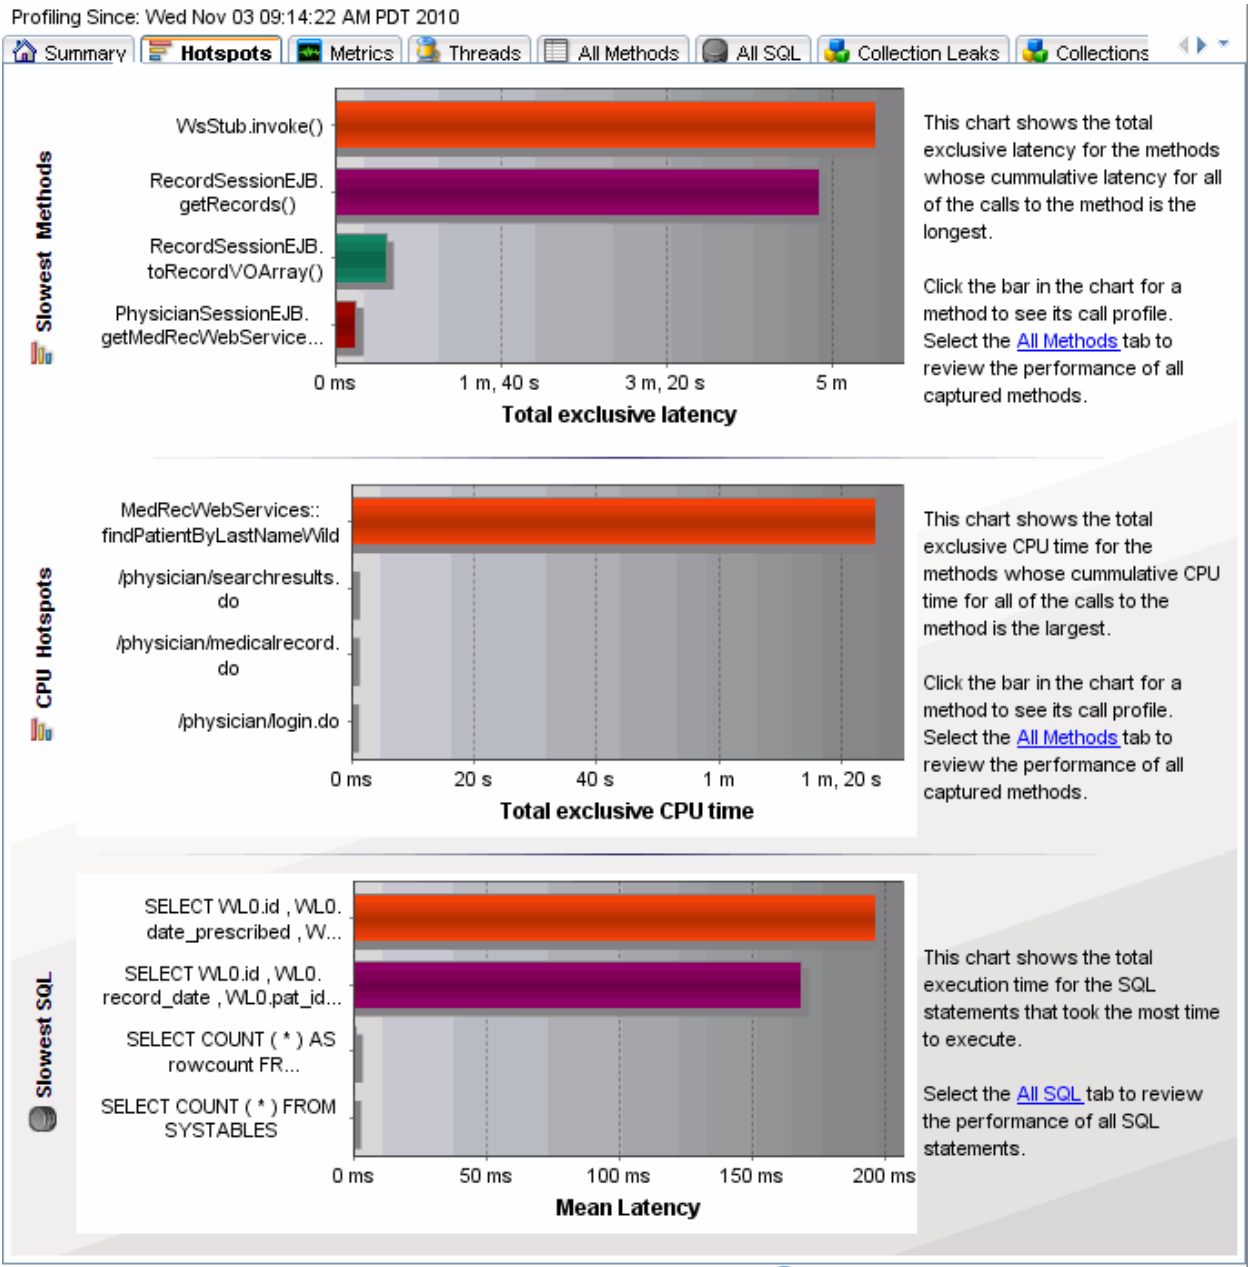 Profiling Since: Wed Nov 03 09:14:22 AM PDT 2010
Summary Hotspots Metrics Threads All Methods All SQL Collection Leaks Collections
Slowest Methods
WsStub.invoke()
RecordSessionEJB.
getRecords()
RecordSessionEJB.
toRecordVOArray()
PhysicianSessionEJB.
getMedRecWebService...
0 ms 1 m, 40 s 3 m, 20 s 5 m
Total exclusive latency
This chart shows the total
exclusive latency for the methods
whose cummulative latency for all
of the calls to the method is the
longest.
Click the bar in the chart for a
method to see its call profile.
Select the All Methods tab to
review the performance of all
captured methods.
CPU Hotspots
MedRecWebServices::
findPatientByLastNameWild
/physician/searchresults.
do
/physician/medicalrecord.
do
/physician/login.do
0 ms 20 s 40 s 1 m 1 m, 20 s
Total exclusive CPU time
This chart shows the total
exclusive CPU time for the
methods whose cummulative CPU
time for all of the calls to the
method is the largest.
Click the bar in the chart for a
method to see its call profile.
Select the All Methods tab to
review the performance of all
captured methods.
Slowest SQL
SELECT WL0.id , WL0.
date_prescribed , W...
SELECT WL0.id , WL0.
record_date , WL0.pat_id...
SELECT COUNT ( * ) AS
rowcount FR...
SELECT COUNT ( * ) FROM
SYSTABLES
0 ms 50 ms 100 ms 150 ms 200 ms
Mean Latency
This chart shows the total
execution time for the SQL
statements that took the most time
to execute.
Select the All SQL tab to review
the performance of all SQL
statements.